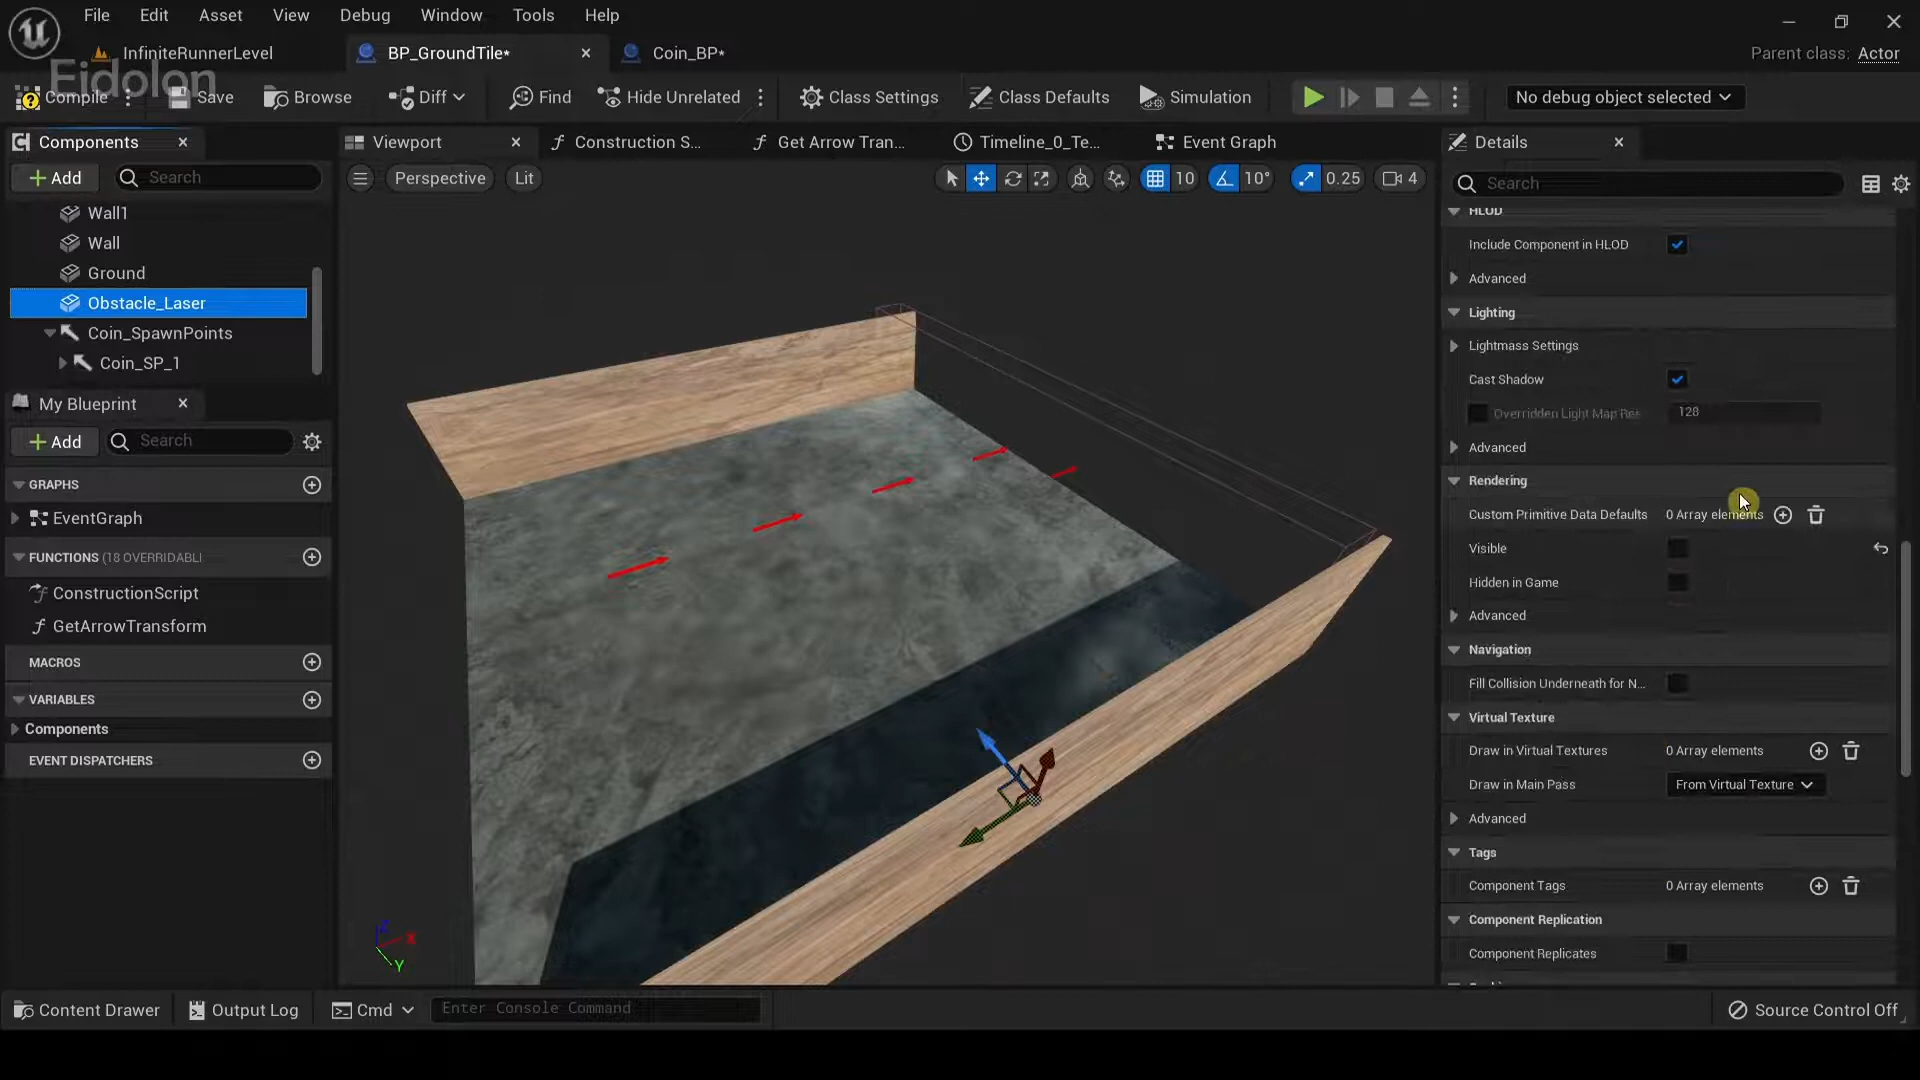 File Edit Asset View Debug Window Tools Help
InfiniteRunnerLevel BP_GroundTile* Coin_BP* Parent class: Actor
Eidolon
Compile Save Browse Diff Find Hide Unrelated Class Settings Class Defaults Simulation No debug object selected
Components Viewport Construction S... Get Arrow Tran... Timeline_0_Te... Event Graph Details
Add Search Perspective Lit 10 10° 0.25 4 Search
Wall1
Wall
Ground
Obstacle_Laser
Coin_SpawnPoints
Coin_SP_1
My Blueprint
Add Search
GRAPHS
EventGraph
FUNCTIONS (18 OVERRIDABLI
ConstructionScript
GetArrowTransform
MACROS
VARIABLES
Components
EVENT DISPATCHERS
Z X
Y
HLOD
Include Component in HLOD
Advanced
Lighting
Lightmass Settings
Cast Shadow
Overridden Light Map Res 128
Advanced
Rendering
Custom Primitive Data Defaults 0 Array elements
Visible
Hidden in Game
Advanced
Navigation
Fill Collision Underneath for N...
Virtual Texture
Draw in Virtual Textures 0 Array elements
Draw in Main Pass From Virtual Texture
Advanced
Tags
Component Tags 0 Array elements
Component Replication
Component Replicates
Content Drawer Output Log Cmd Enter Console Command Source Control Off